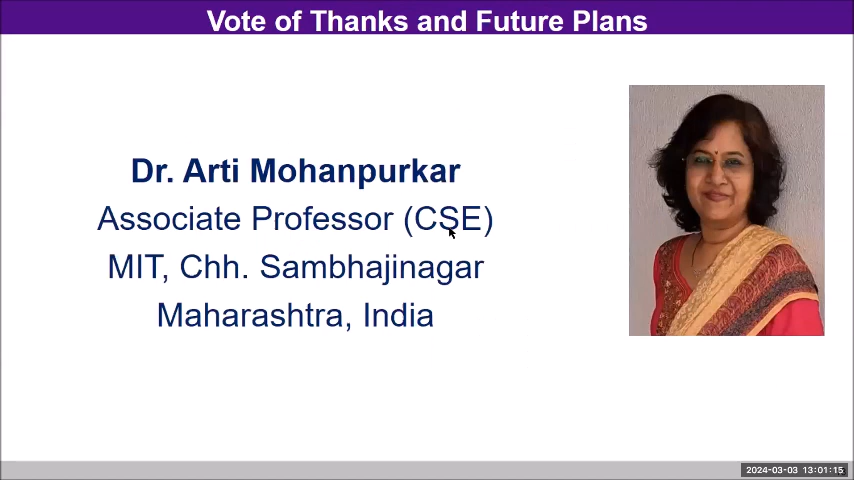 Vote of Thanks and Future Plans
Dr. Arti Mohanpurkar
Associate Professor (CSE)
MIT, Chh. Sambhajinagar
Maharashtra, India
2024-03-03 13:01:15